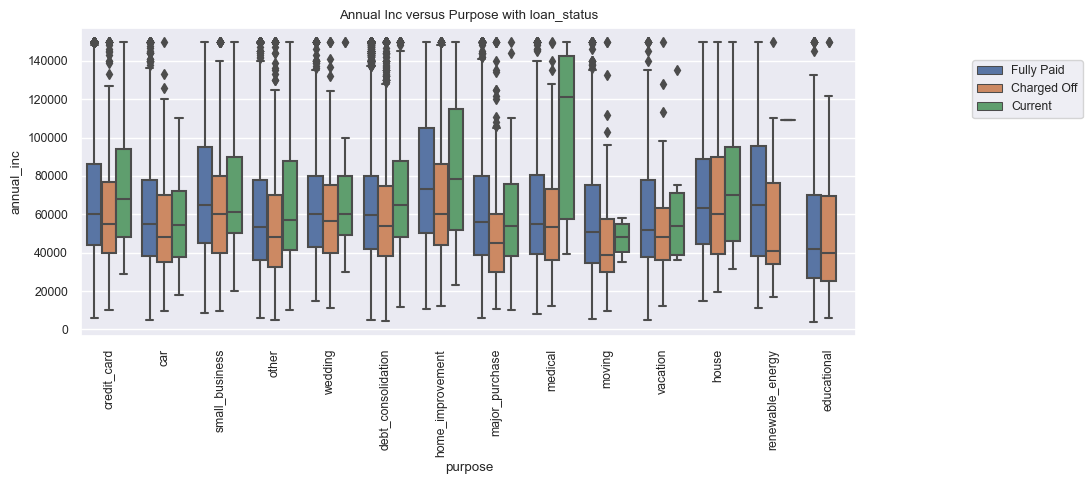 Annual Inc versus Purpose with loan_status
annual_inc
140000
120000
100000
80000
60000
40000
20000
0
credit_card
car
small_business
other
wedding
debt_consolidation
home_improvement
major_purchase
medical
moving
vacation
house
renewable_energy
educational
purpose
Fully Paid
Charged Off
Current